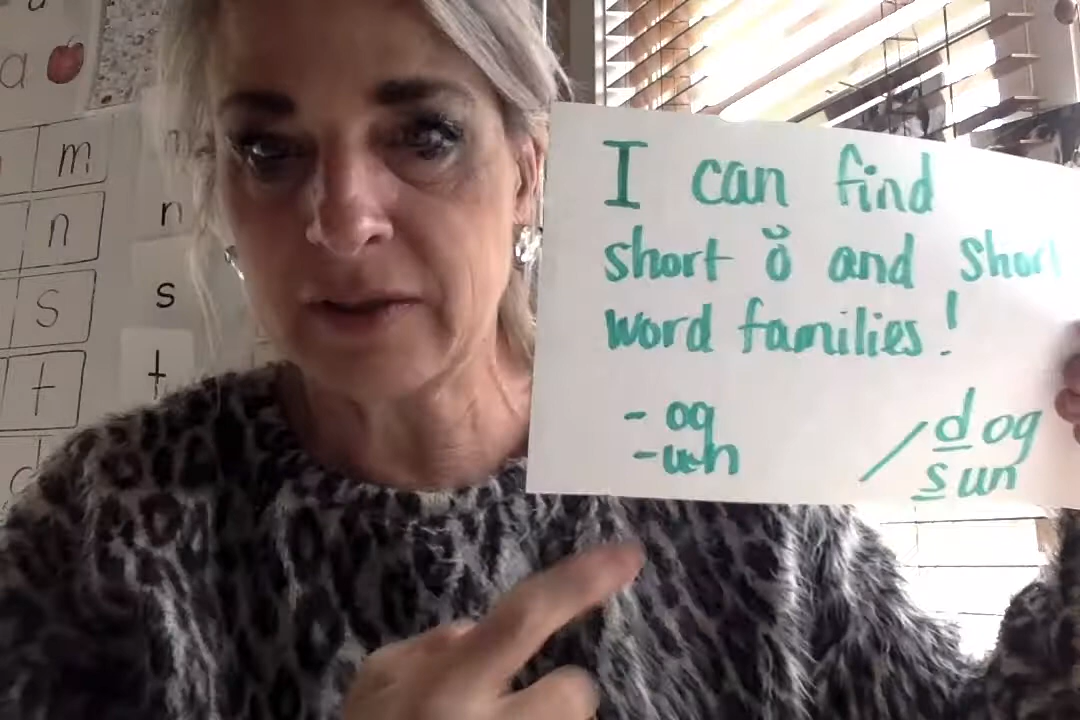 a
m
n
n
s
s
t
t
I can find
short ŏ and short
word families!
- og
- un
/ dog
sun